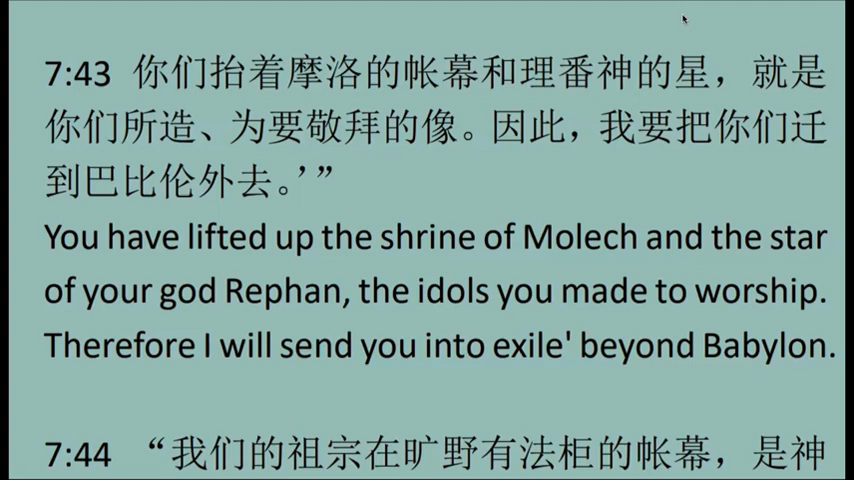 7:43 你们抬着摩洛的帐幕和理番神的星，就是
你们所造、为要敬拜的像。因此，我要把你们迁
到巴比伦外去。’”
You have lifted up the shrine of Molech and the star
of your god Rephan, the idols you made to worship.
Therefore I will send you into exile' beyond Babylon.
7:44 “我们的祖宗在旷野有法柜的帐幕，是神